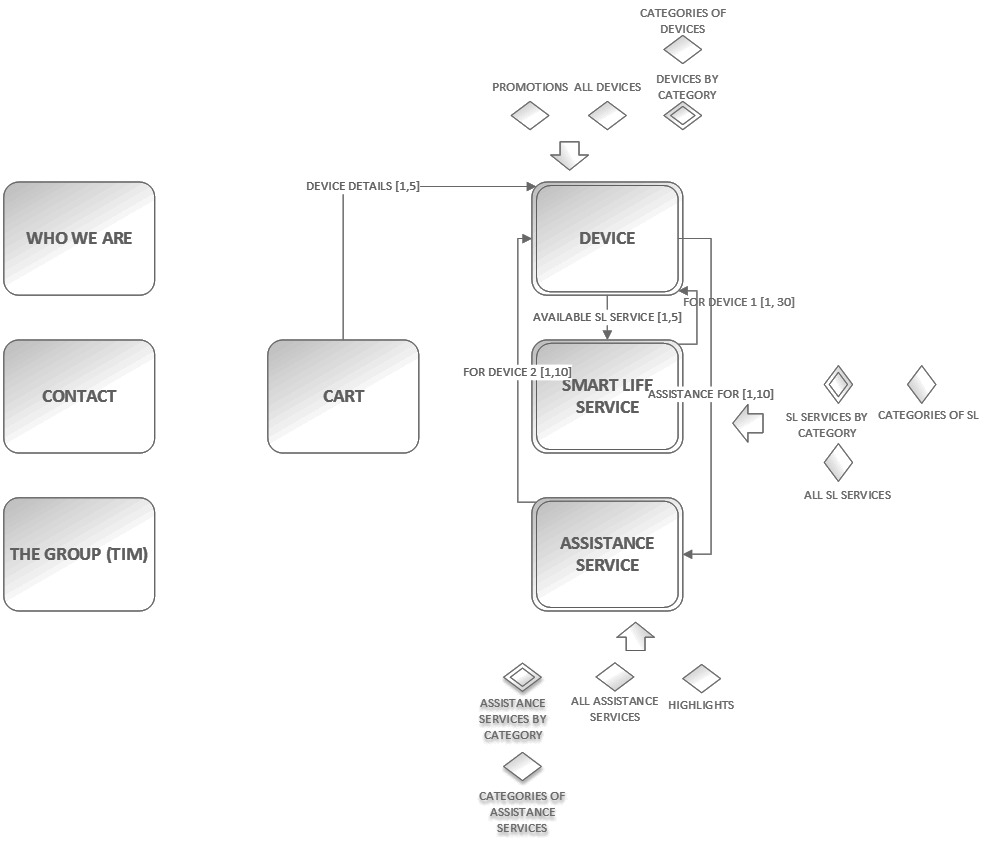 CATEGORIES OF
DEVICES
PROMOTIONS
ALL DEVICES
DEVICES BY
CATEGORY
DEVICE DETAILS [1,5]
WHO WE ARE
DEVICE
FOR DEVICE 1 [1, 30]
AVAILABLE SL SERVICE [1,5]
FOR DEVICE 2 [1,10]
CONTACT
CART
SMART LIFE
SERVICE
ASSISTANCE FOR [1,10]
SL SERVICES BY
CATEGORY
CATEGORIES OF SL
ALL SL SERVICES
THE GROUP (TIM)
ASSISTANCE
SERVICE
ASSISTANCE
SERVICES BY
CATEGORY
ALL ASSISTANCE
SERVICES
HIGHLIGHTS
CATEGORIES OF
ASSISTANCE
SERVICES